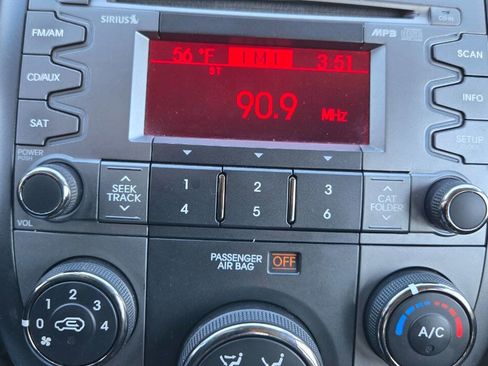 SIRIUS
MP3
FM/AM
56 °F FM1 3:51
SCAN
ST
CD/AUX
90.9 MHz
INFO
SAT
SETUP
POWER
PUSH
SEEK
TRACK
1 2 3
4 5 6
CAT
FOLDER
VOL
PASSENGER
AIR BAG
OFF
0 1 2 3 4
A/C